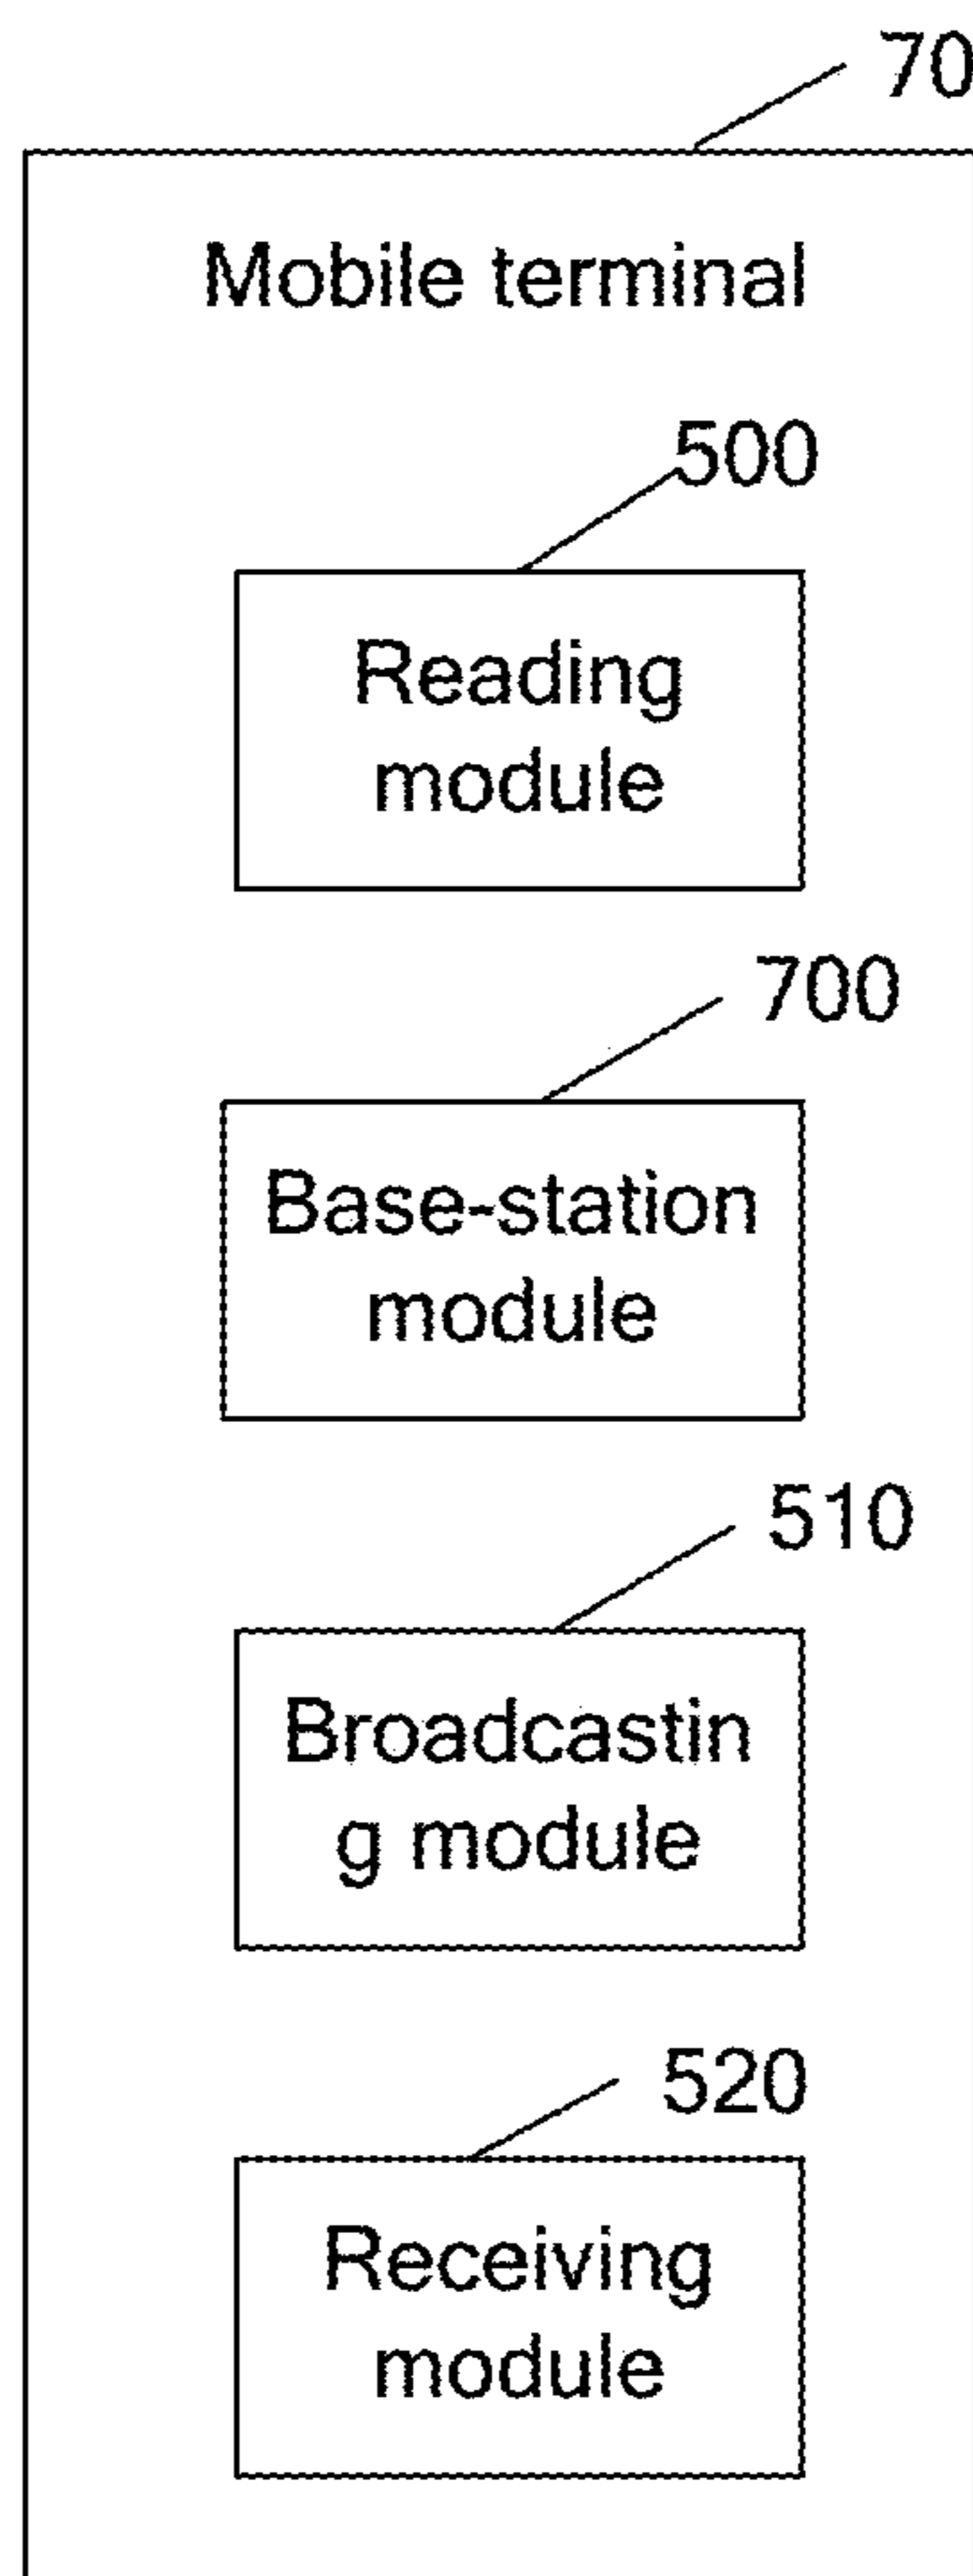 70
Mobile terminal
500
Reading
module
700
Base-station
module
510
Broadcastin
g module
520
Receiving
module